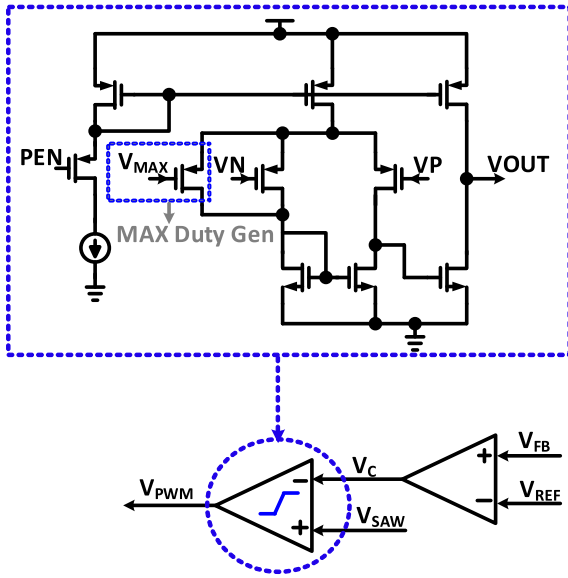 PEN
VMAX
VN
VP
VOUT
MAX Duty Gen
VPWM
VC
VFB
VREF
VSAW
−
+
+
−